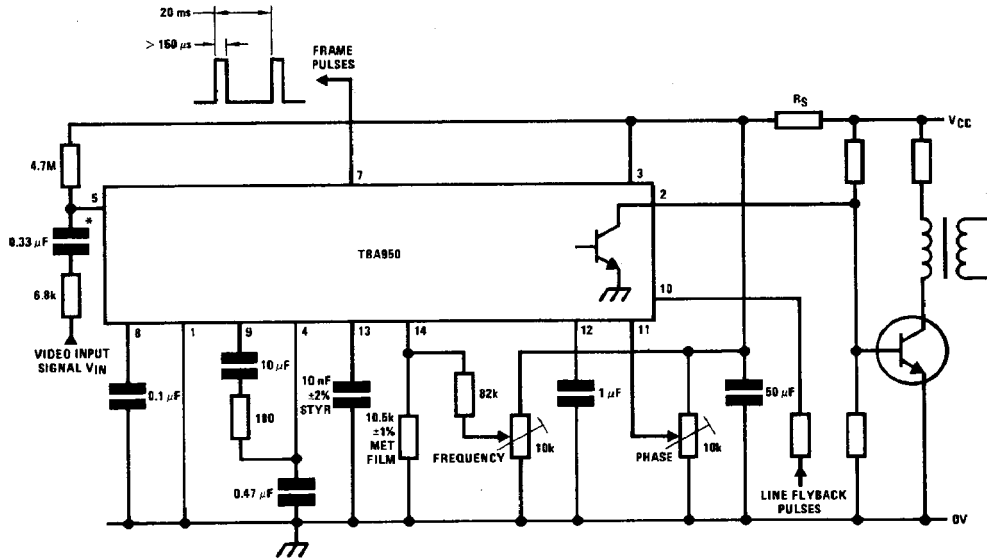 20 ms
> 150 µs
FRAME
PULSES
RS
VCC
4.7M
7
3
5
2
*
0.33 µF
TBA950
10
6.8k
8
1
9
4
13
14
12
11
VIDEO INPUT
SIGNAL VIN
10 µF
0.1 µF
180
10 nF
±2%
STYR
82k
1 µF
50 µF
10.5k
±1%
MET
FILM
FREQUENCY
10k
PHASE
10k
0.47 µF
LINE FLYBACK
PULSES
0V